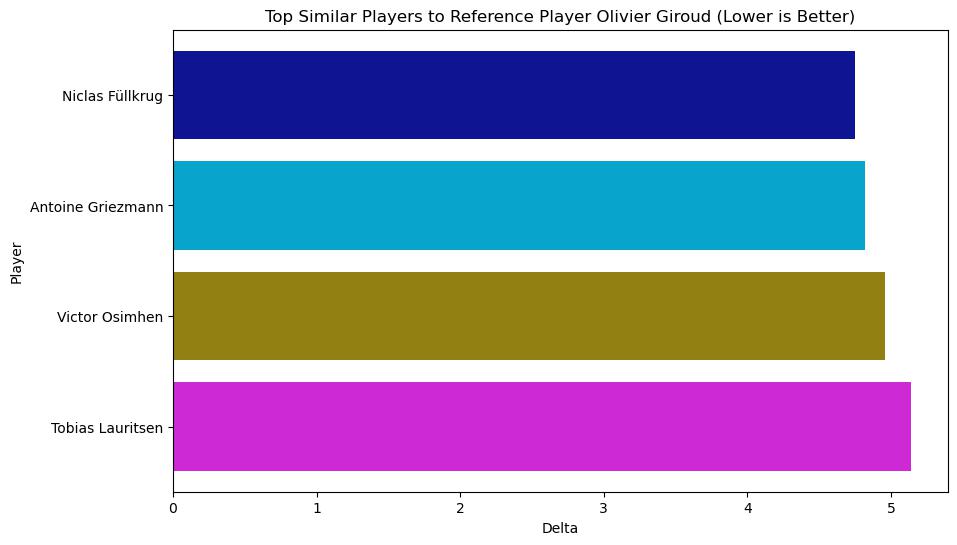 Top Similar Players to Reference Player Olivier Giroud (Lower is Better)
Niclas Füllkrug
Antoine Griezmann
Victor Osimhen
Tobias Lauritsen
Player
0 1 2 3 4 5
Delta